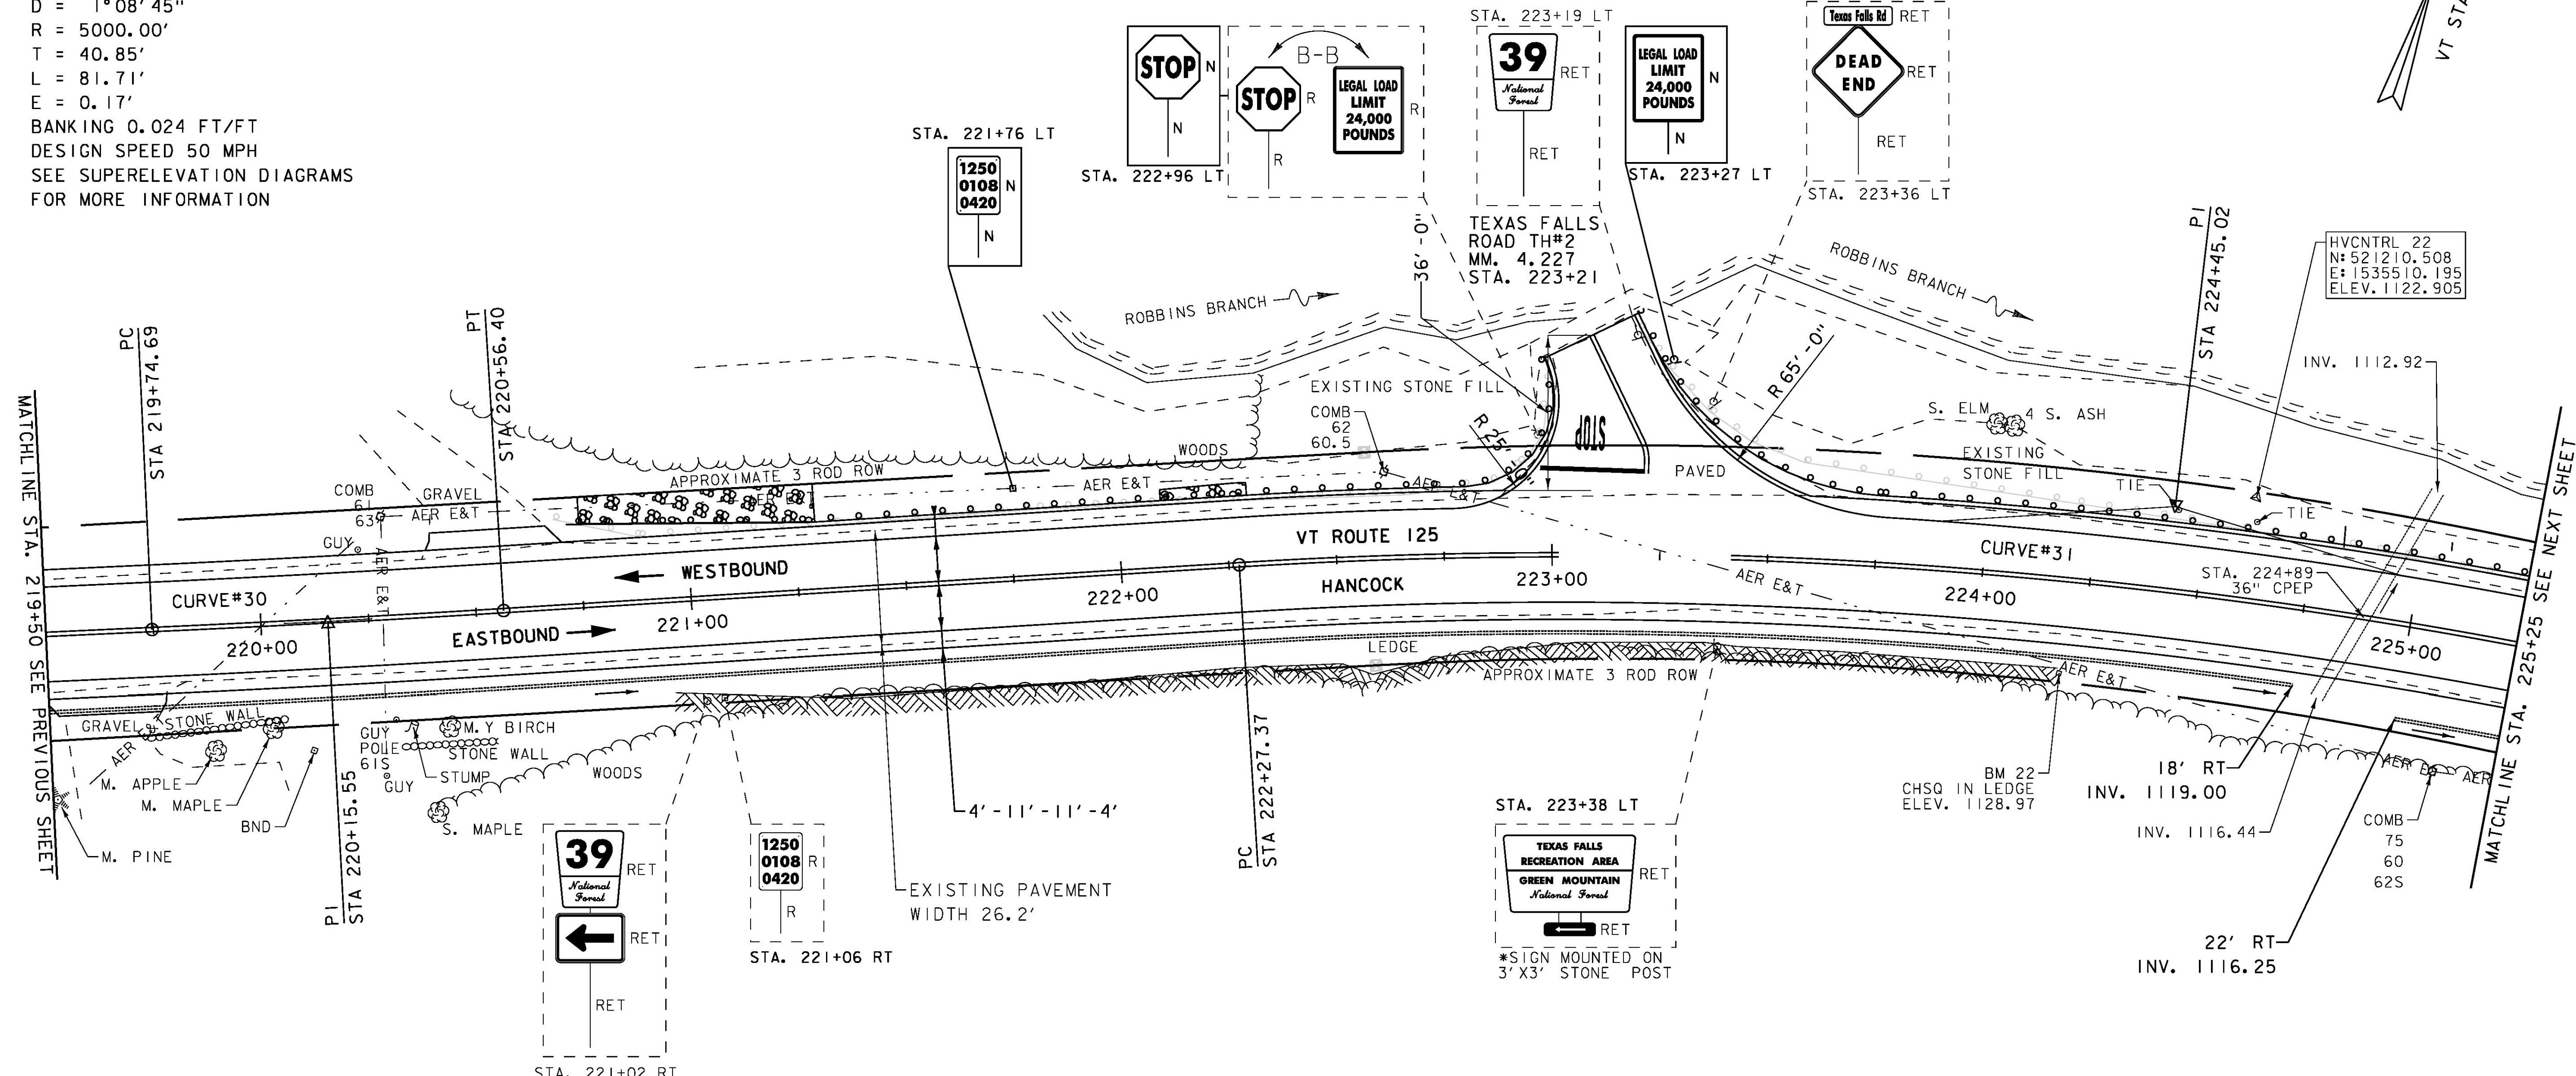 D = 1°08'45"
R = 5000.00'
T = 40.85'
L = 81.71'
E = 0.17'
BANKING 0.024 FT/FT
DESIGN SPEED 50 MPH
SEE SUPERELEVATION DIAGRAMS
FOR MORE INFORMATION
STA. 221+76 LT
1250
0108
0420
N
N
STOP
N
N
STA. 222+96 LT
B-B
STOP
R
R
LEGAL LOAD
LIMIT
24,000
POUNDS
R
STA. 223+19 LT
39
National
Forest
RET
RET
TEXAS FALLS
ROAD TH#2
MM. 4.227
STA. 223+21
LEGAL LOAD
LIMIT
24,000
POUNDS
N
N
STA. 223+27 LT
Texas Falls Rd
RET
DEAD
END
RET
RET
STA. 223+36 LT
VT STA
36'-0"
ROBBINS BRANCH
ROBBINS BRANCH
PI
STA 224+45.02
HVCNTRL 22
N:521210.508
E:1535510.195
ELEV.1122.905
INV. 1112.92
MATCHLINE STA. 219+50 SEE PREVIOUS SHEET
PC
STA 219+74.69
PT
STA 220+56.40
EXISTING STONE FILL
COMB
62
60.5
R 25'
STOP
R 65'-0"
S. ELM
4 S. ASH
EXISTING
STONE FILL
TIE
TIE
WOODS
APPROXIMATE 3 ROD ROW
AER E&T
AER E&T
AER E&T
PAVED
COMB
61
63
GRAVEL
AER E&T
GUY
AER E&T
VT ROUTE 125
CURVE#31
WESTBOUND
HANCOCK
223+00
AER E&T
STA. 224+89
36" CPEP
CURVE#30
222+00
224+00
220+00
EASTBOUND
221+00
225+00
LEDGE
APPROXIMATE 3 ROD ROW
AER E&T
MATCHLINE STA. 225+25 SEE NEXT SHEET
GRAVEL
STONE WALL
AER
GUY
POLE
61S
GUY
M.Y BIRCH
STONE WALL
STUMP
WOODS
M. APPLE
M. MAPLE
BND
S. MAPLE
M. PINE
PI
STA 220+15.55
4'-11'-11'-4'
PC
STA 222+27.37
EXISTING PAVEMENT
WIDTH 26.2'
39
National
Forest
RET
RET
RET
STA. 221+02 RT
1250
0108
0420
R
R
STA. 221+06 RT
STA. 223+38 LT
TEXAS FALLS
RECREATION AREA
GREEN MOUNTAIN
National Forest
RET
RET
*SIGN MOUNTED ON
3'X3' STONE POST
BM 22
CHSQ IN LEDGE
ELEV. 1128.97
18' RT
INV. 1119.00
INV. 1116.44
AER E
AER
COMB
75
60
62S
22' RT
INV. 1116.25